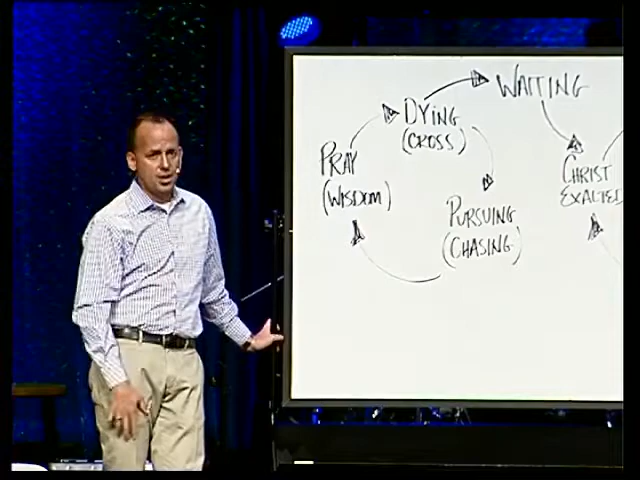 WAITING
DYING
(CROSS)
PRAY
(WISDOM)
CHRIST
EXALTED
PURSUING
(CHASING)